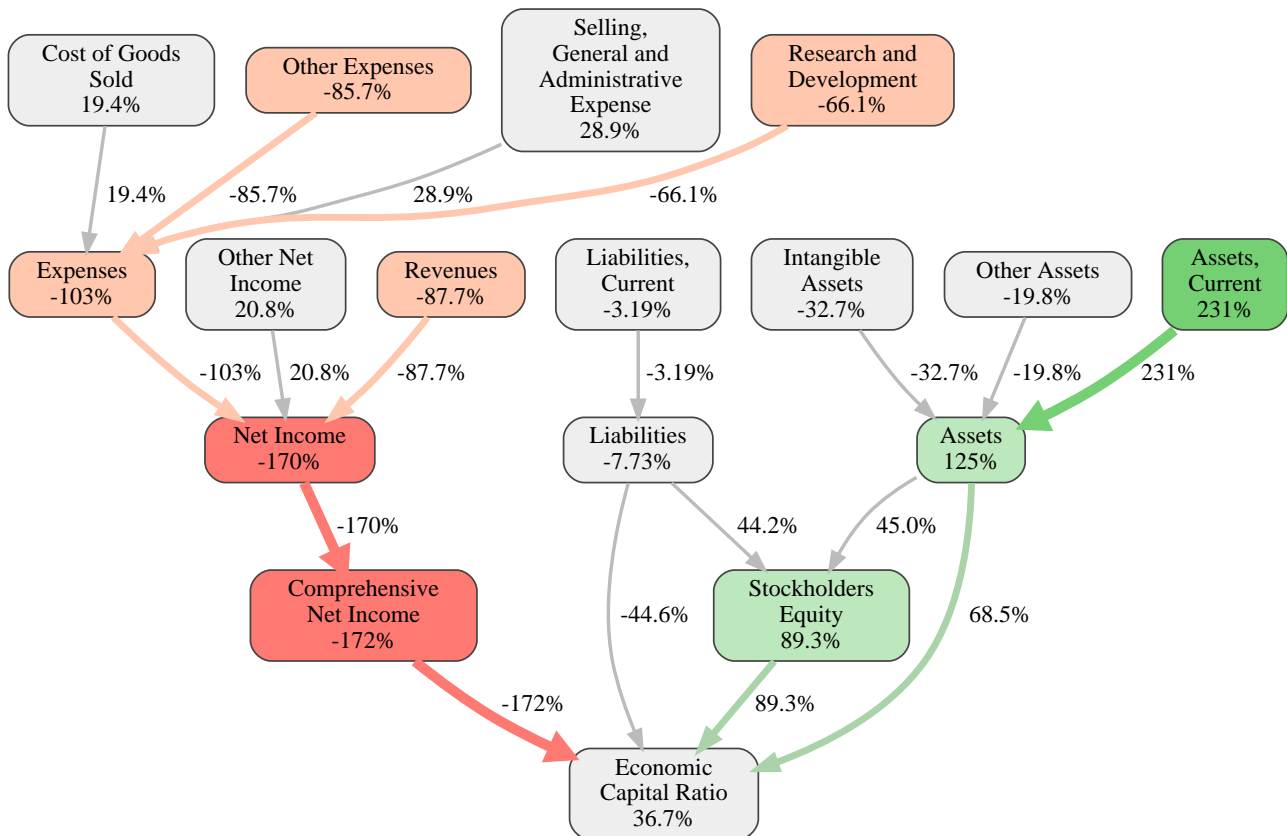 Cost of Goods
Sold
19.4%
Other Expenses
-85.7%
Selling,
General and
Administrative
Expense
28.9%
Research and
Development
-66.1%
19.4%
-85.7%
28.9%
-66.1%
Expenses
-103%
Other Net
Income
20.8%
Revenues
-87.7%
Liabilities,
Current
-3.19%
Intangible
Assets
-32.7%
Other Assets
-19.8%
Assets,
Current
231%
-103%
20.8%
-87.7%
-3.19%
-32.7%
-19.8%
231%
Net Income
-170%
Liabilities
-7.73%
Assets
125%
-170%
44.2%
45.0%
Comprehensive
Net Income
-172%
-44.6%
Stockholders
Equity
89.3%
68.5%
-172%
89.3%
Economic
Capital Ratio
36.7%